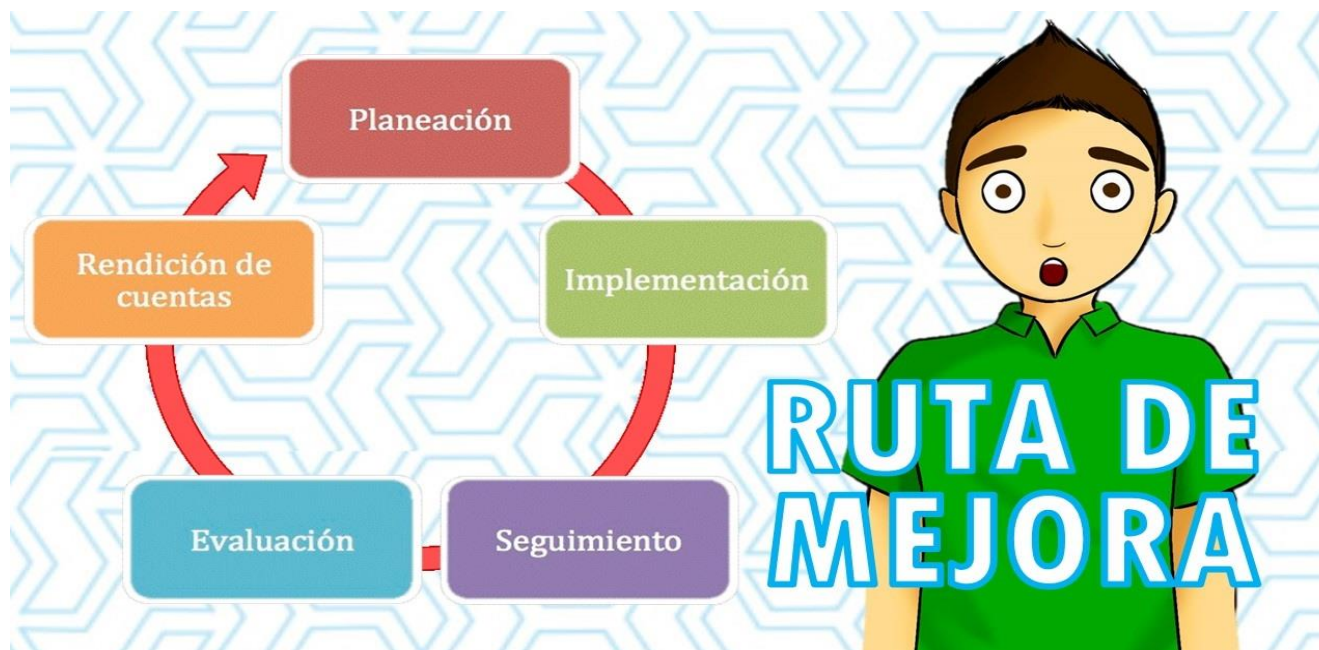 Planeación
Implementación
Seguimiento
Evaluación
Rendición de
cuentas
RUTA DE
MEJORA